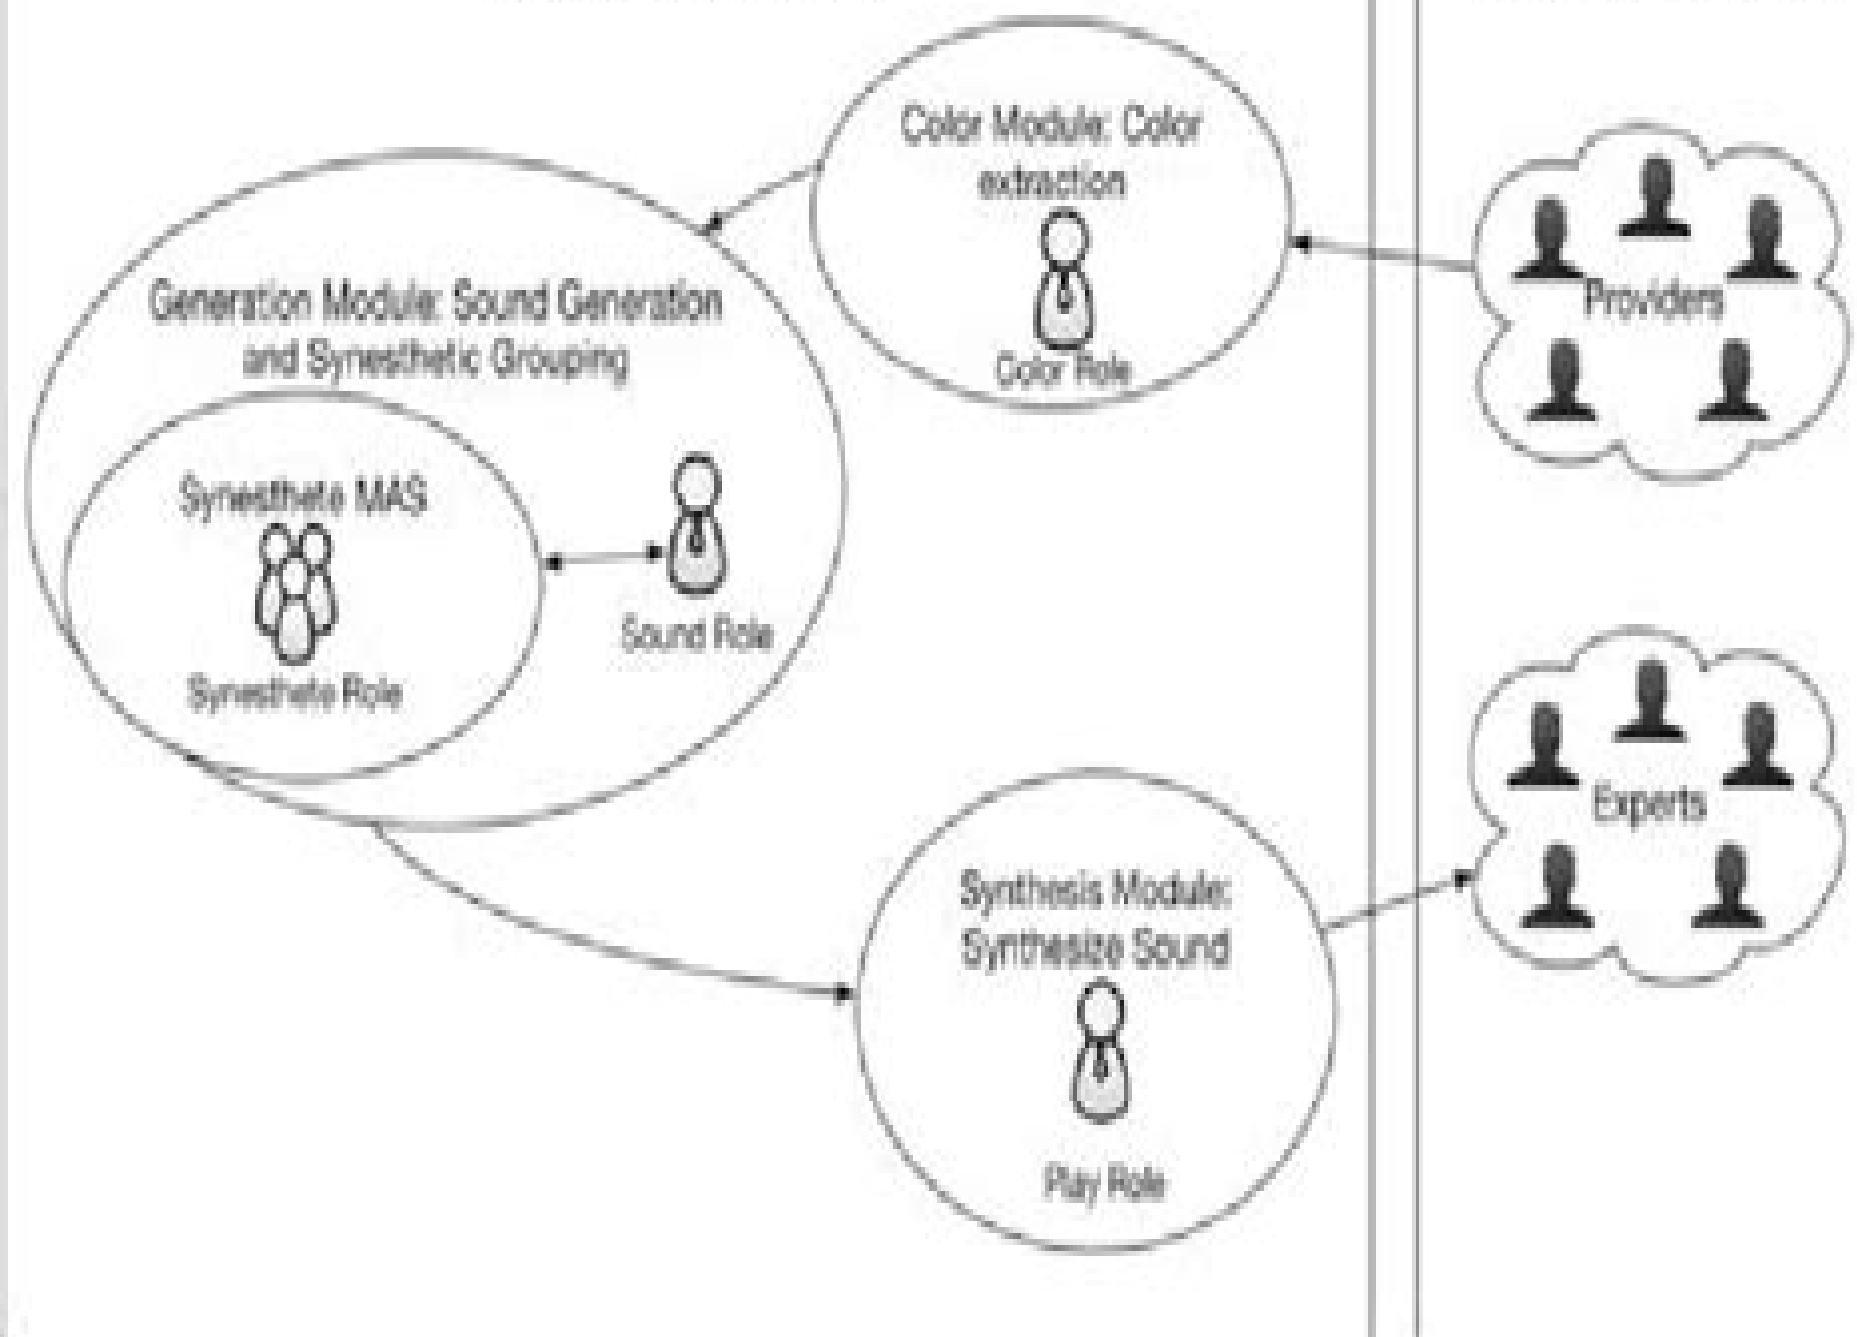 Color Module: Color
extraction
Color Role
Providers
Generation Module: Sound Generation
and Synesthetic Grouping
Synesthete MAS
Synesthete Role
Sound Role
Experts
Synthesis Module:
Synthesize Sound
Play Role